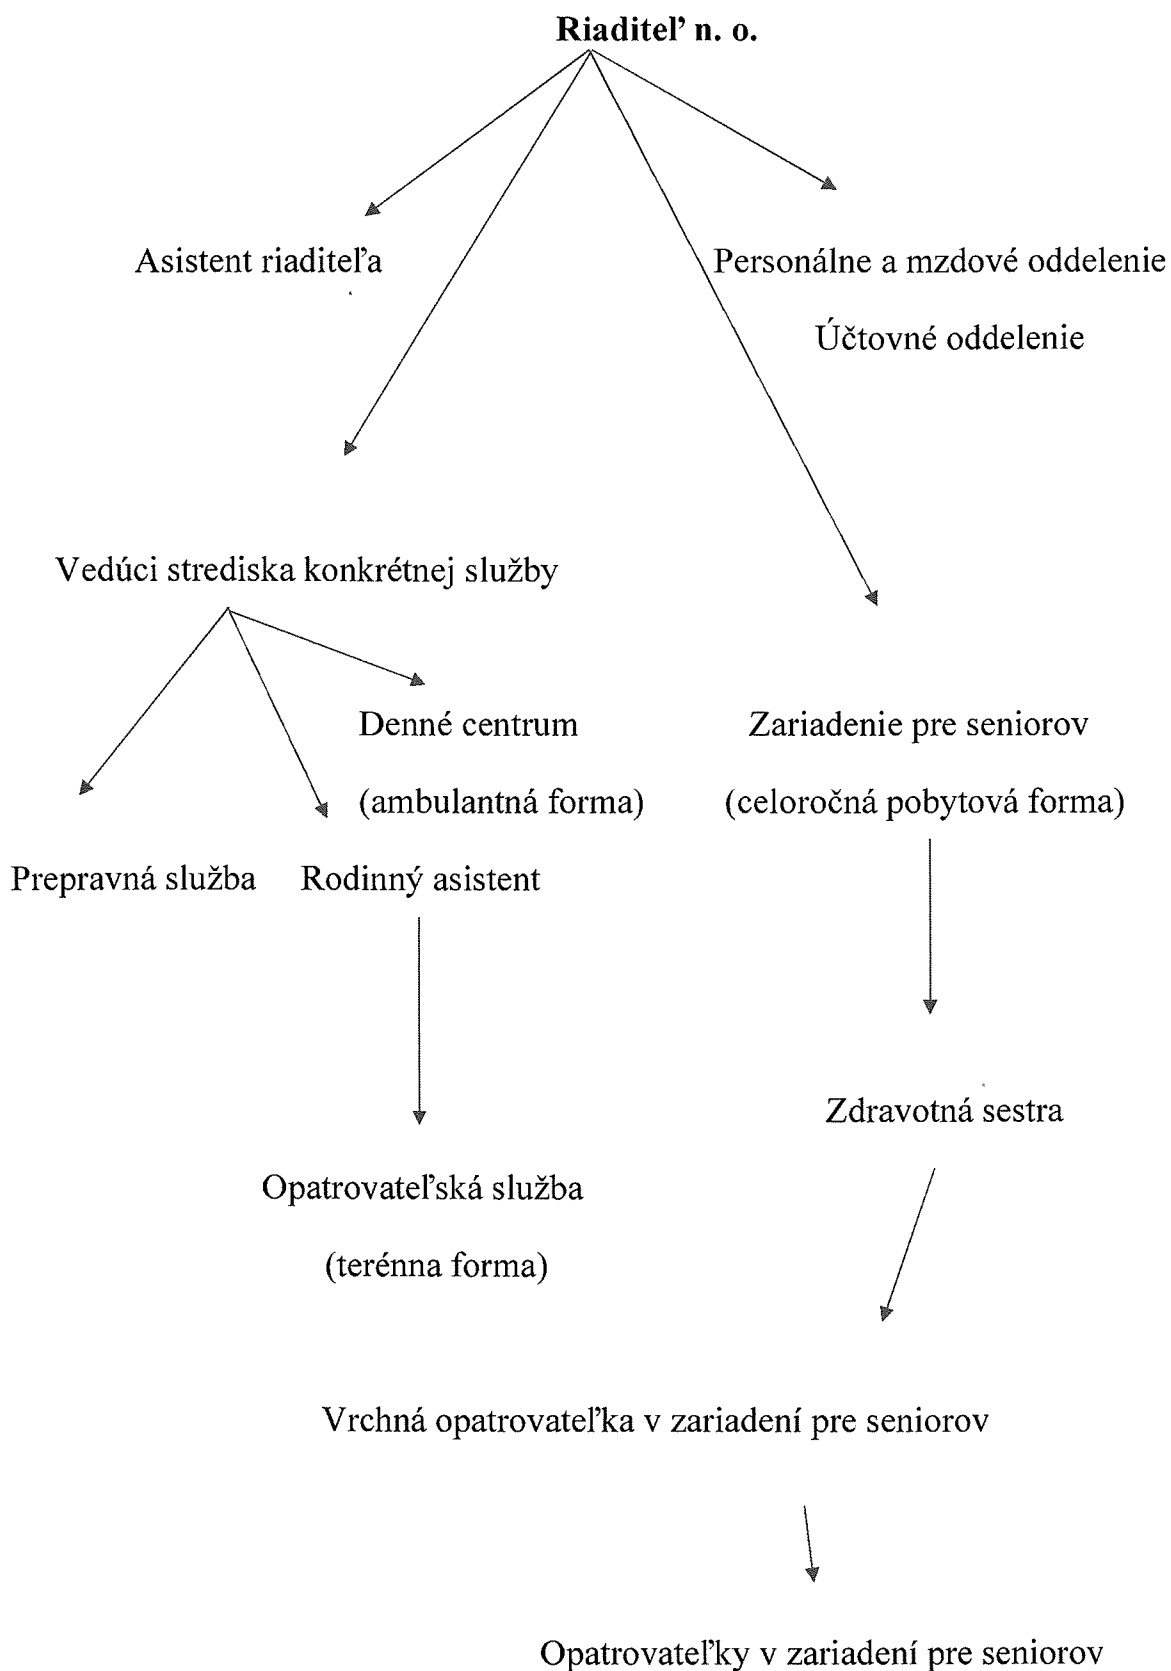 Riaditeľ n. o.
Asistent riaditeľa
Personálne a mzdové oddelenie
Účtovné oddelenie
Vedúci strediska konkrétnej služby
Denné centrum
(ambulantná forma)
Zariadenie pre seniorov
(celoročná pobytová forma)
Prepravná služba
Rodinný asistent
Zdravotná sestra
Opatrovateľská služba
(terénna forma)
Vrchná opatrovateľka v zariadení pre seniorov
Opatrovateľky v zariadení pre seniorov